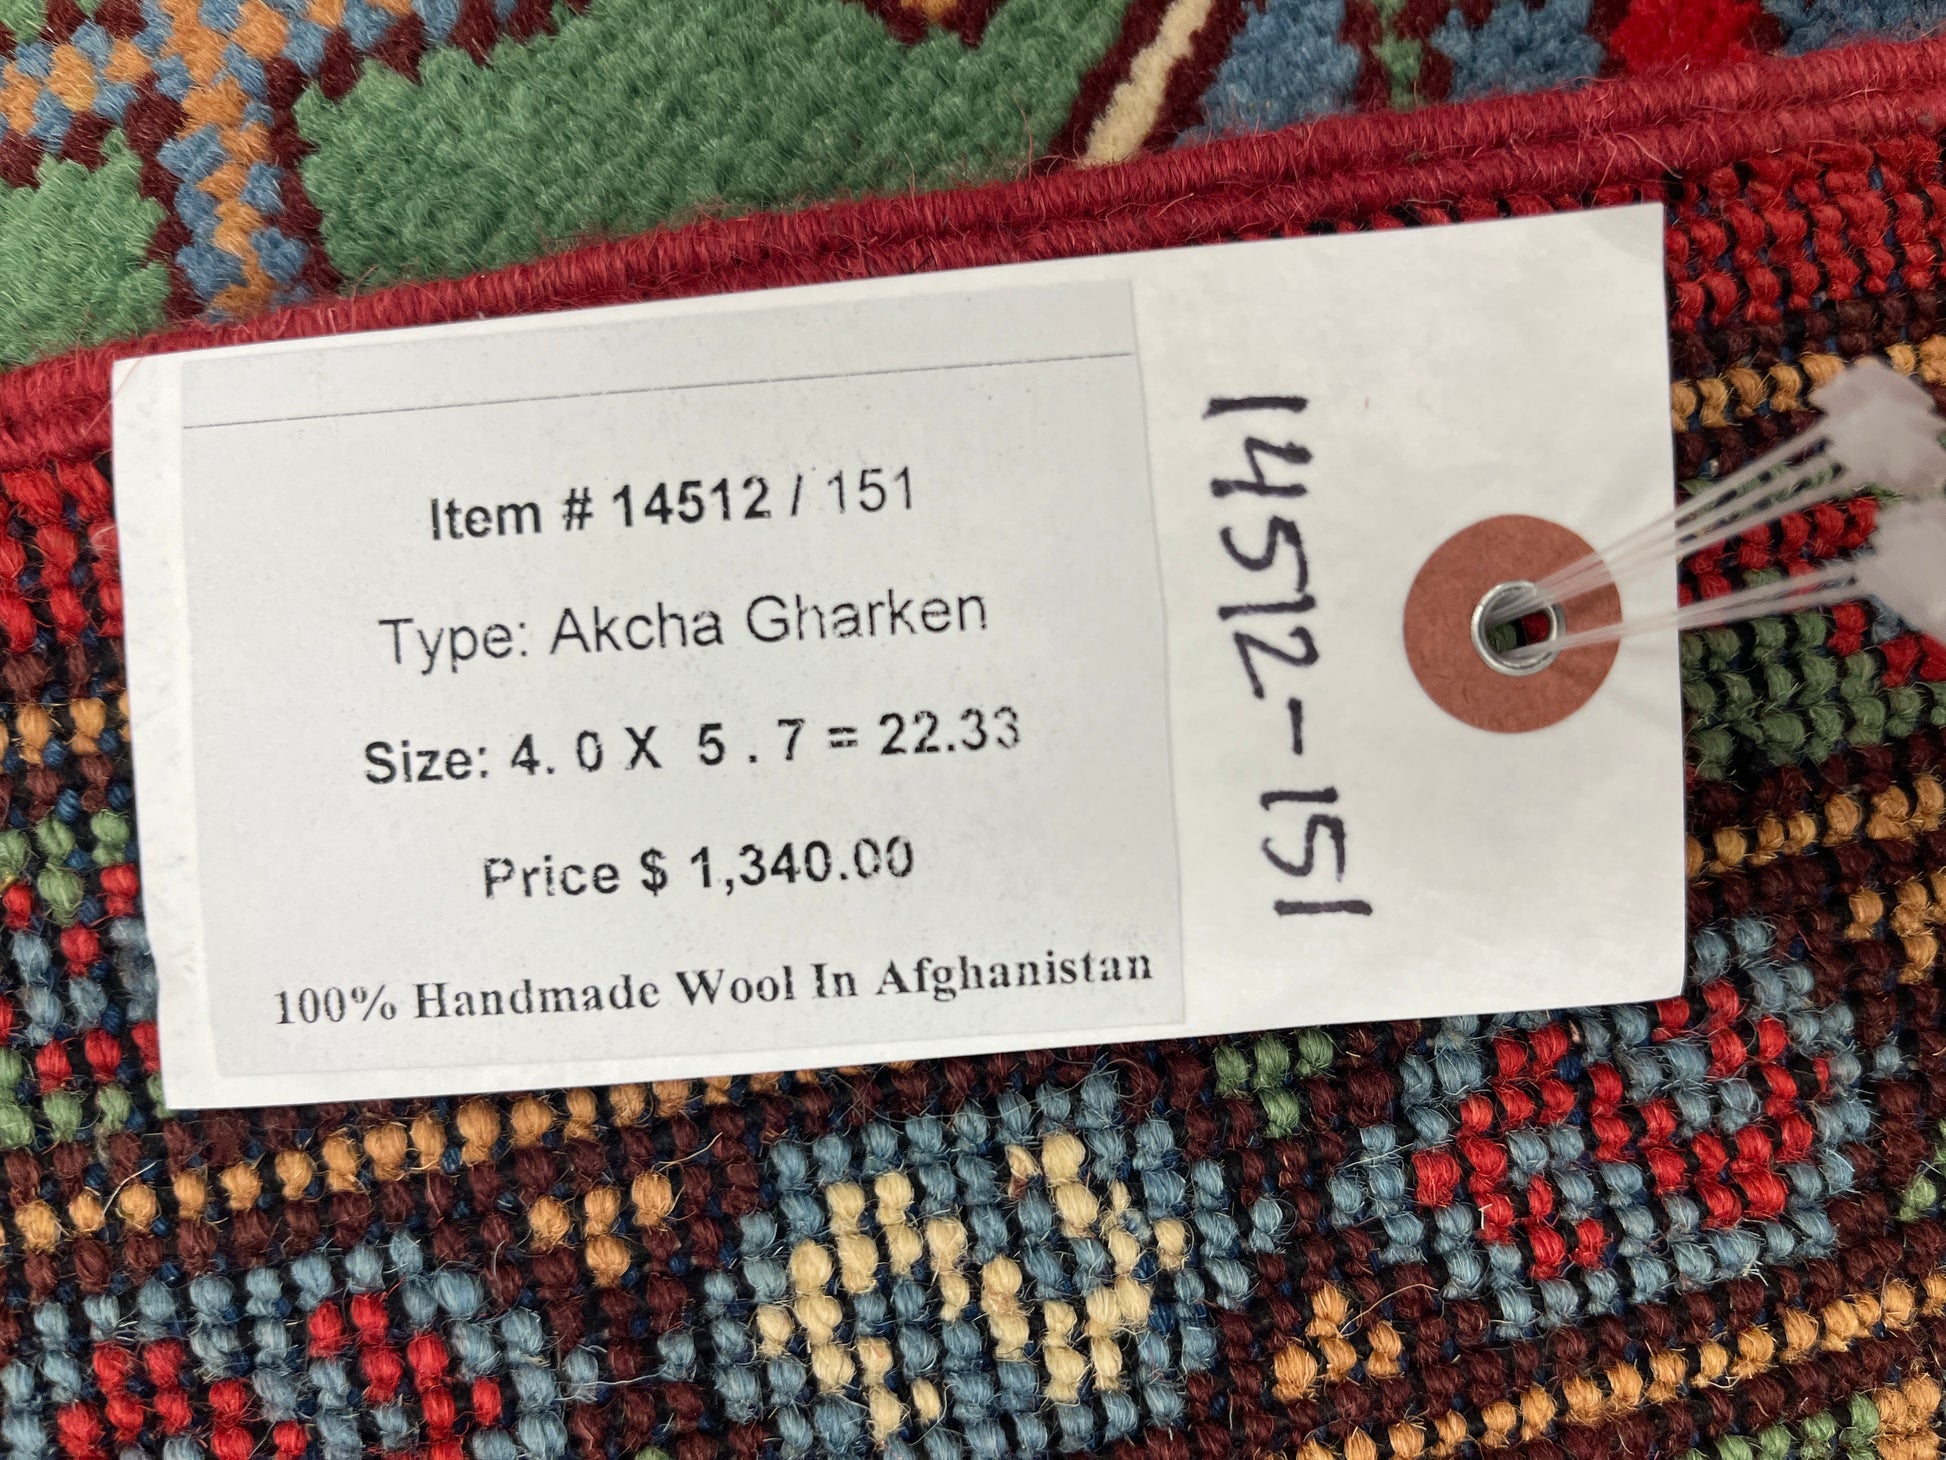 Item # 14512 / 151
Type: Akcha Gharken
Size: 4. 0 X 5 . 7 = 22.33
Price $ 1,340.00
100% Handmade Wool In Afghanistan
14512-151